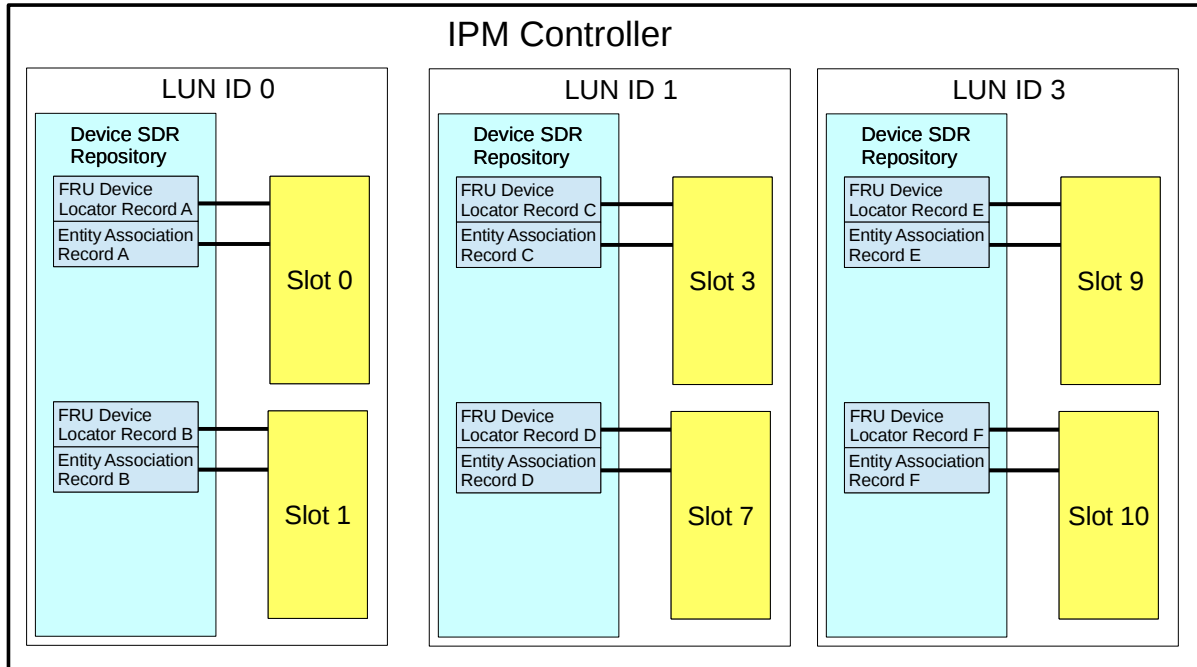 IPM Controller
LUN ID 0
Device SDR
Repository
FRU Device
Locator Record A
Entity Association
Record A
Slot 0
FRU Device
Locator Record B
Entity Association
Record B
Slot 1
LUN ID 1
Device SDR
Repository
FRU Device
Locator Record C
Entity Association
Record C
Slot 3
FRU Device
Locator Record D
Entity Association
Record D
Slot 7
LUN ID 3
Device SDR
Repository
FRU Device
Locator Record E
Entity Association
Record E
Slot 9
FRU Device
Locator Record F
Entity Association
Record F
Slot 10